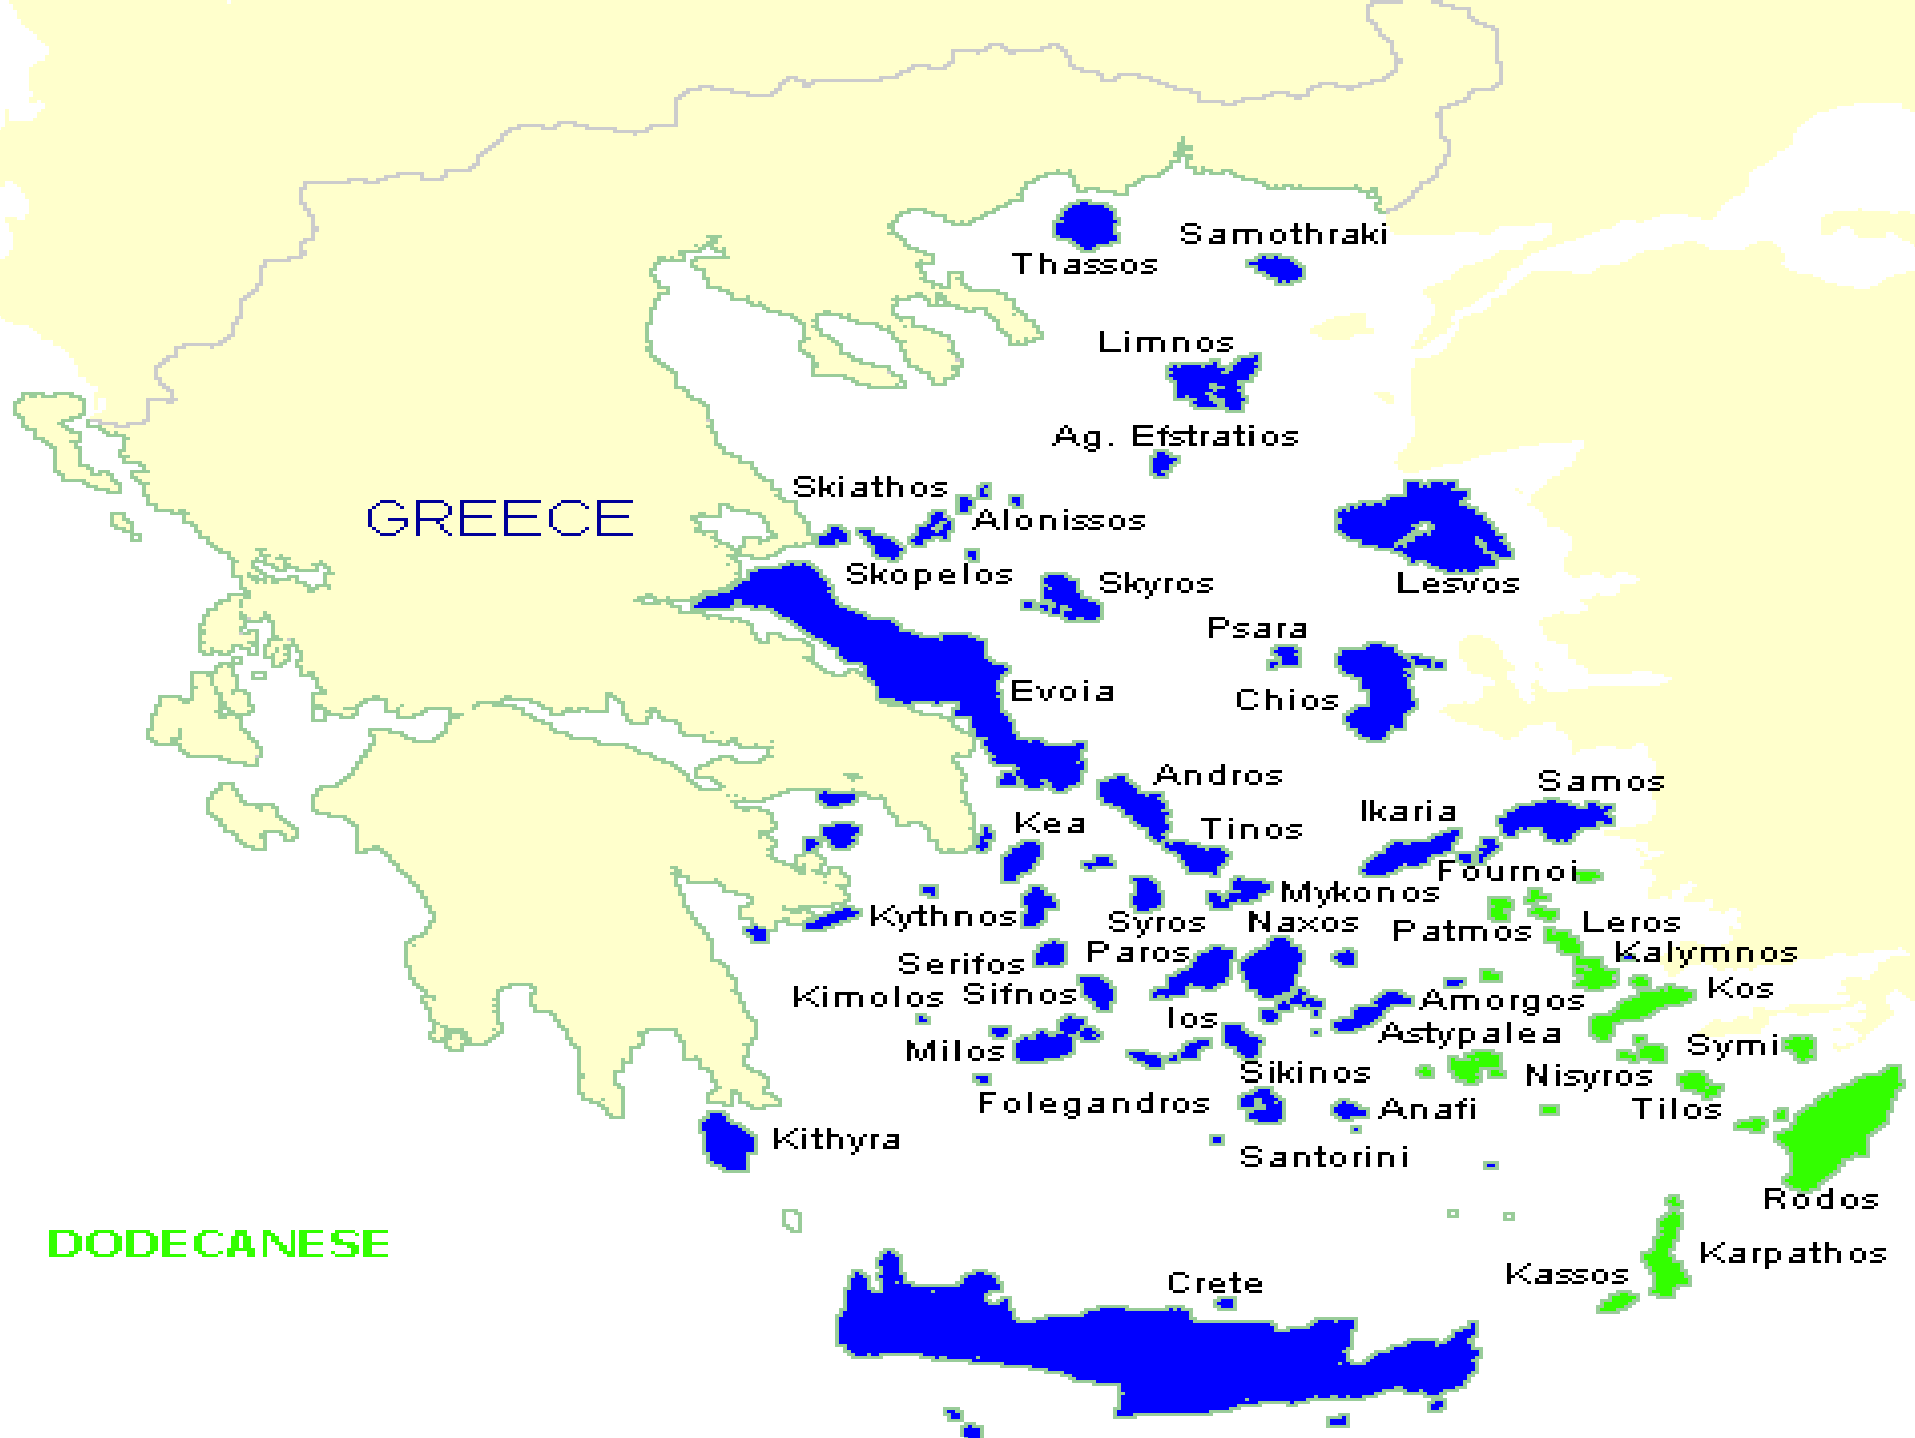 Samothraki
Thassos
Limnos
Ag. Efstratios
Skiathos
GREECE
Alonissos
Skopelos
Skyros
Lesvos
Psara
Evoia
Chios
Andros
Samos
Ikaria
Kea
Tinos
Fournoi
Mykonos
Kythnos
Syros
Naxos
Patmos
Leros
Paros
Kalymnos
Serifos
Kimolos
Sifnos
Kos
Amorgos
Ios
Astypalea
Milos
Symi
Sikinos
Nisyros
Folegandros
Anafi
Tilos
Kithyra
Santorini
Rodos
DODECANESE
Karpathos
Kassos
Crete